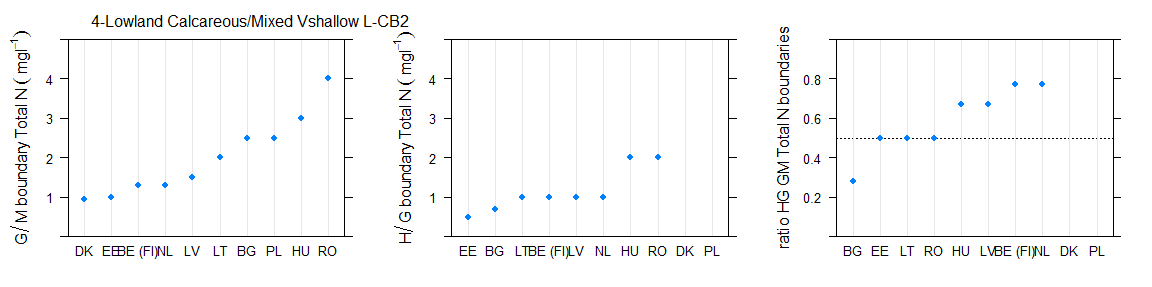 4-Lowland Calcareous/Mixed Vshallow L-CB2
G/M boundary Total N (mgl⁻¹)
4
3
2
1
DK EE BE (FI) NL LV LT BG PL HU RO
H/G boundary Total N (mgl⁻¹)
4
3
2
1
EE BG LT BE (FI) LV NL HU RO DK PL
ratio HG GM Total N boundaries
0.8
0.6
0.4
0.2
BG EE LT RO HU LV BE (FI) NL DK PL